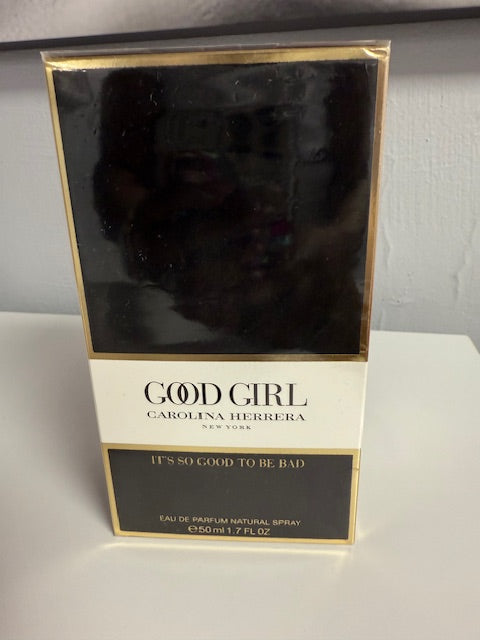 GOOD GIRL
CAROLINA HERRERA
NEW YORK
IT'S SO GOOD TO BE BAD
EAU DE PARFUM NATURAL SPRAY
℮50 ml 1.7 FL OZ